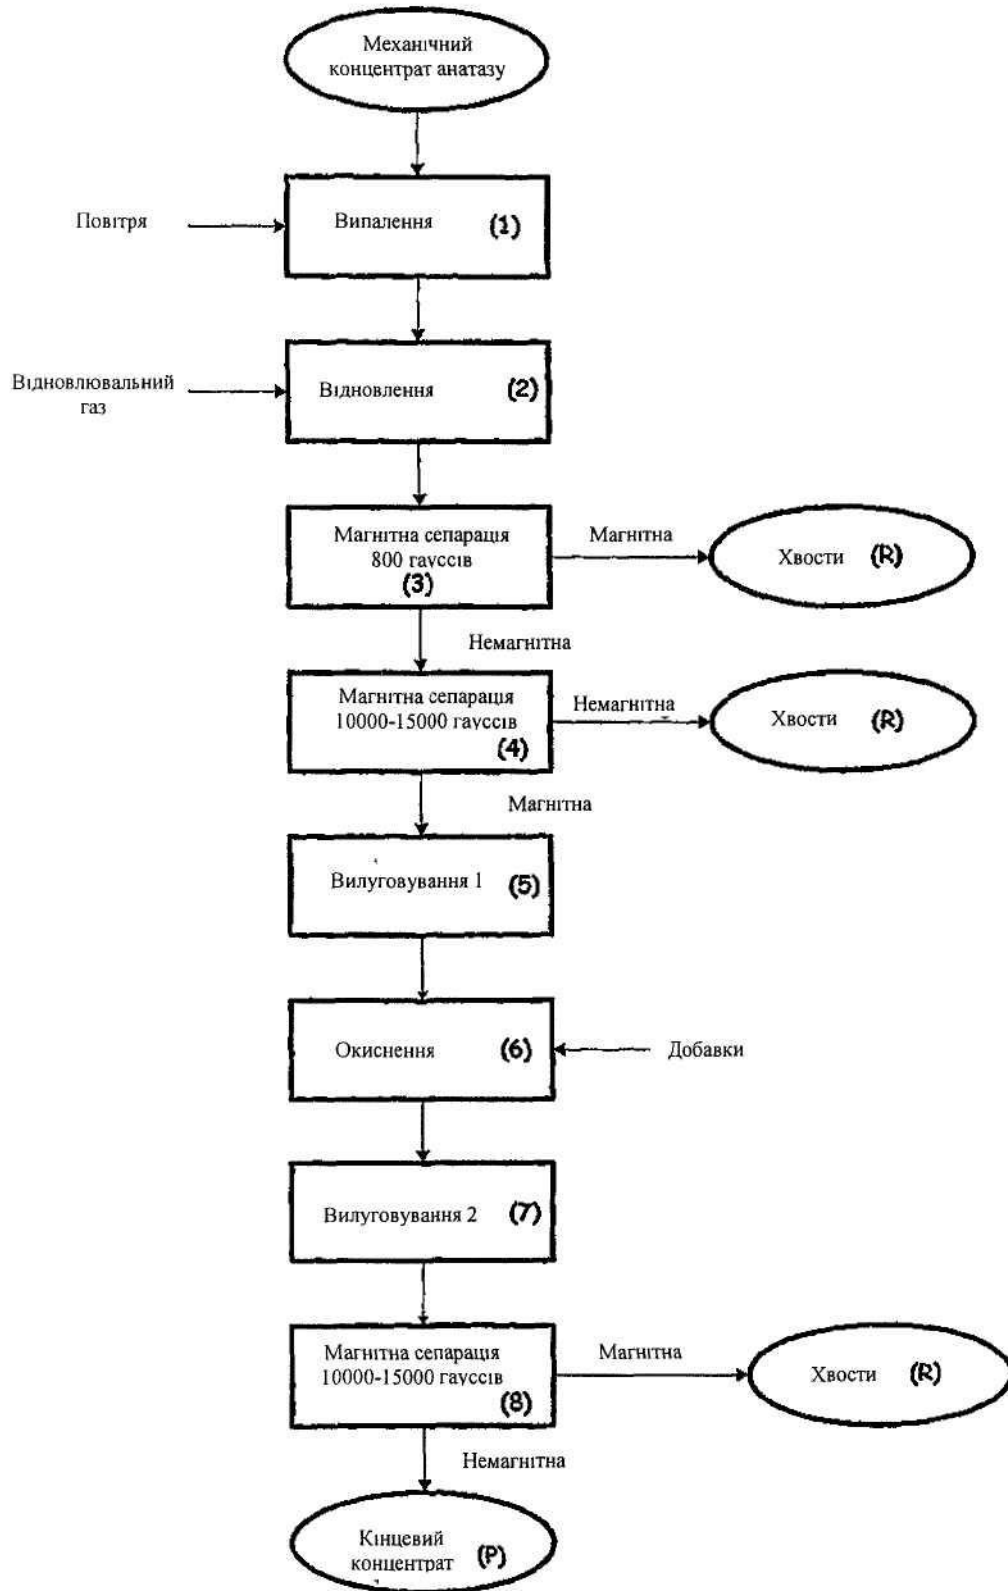 Механічний
концентрат анатазу
Повітря
Випалення (1)
Відновлювальний
газ
Відновлення (2)
Магнітна сепарація
800 гауссів
(3)
Магнітна
Хвости (R)
Немагнітна
Магнітна сепарація
10000-15000 гауссів
(4)
Немагнітна
Хвости (R)
Магнітна
Вилуговування 1 (5)
Окиснення (6)
Добавки
Вилуговування 2 (7)
Магнітна сепарація
10000-15000 гауссів
(8)
Магнітна
Хвости (R)
Немагнітна
Кінцевий
концентрат (P)